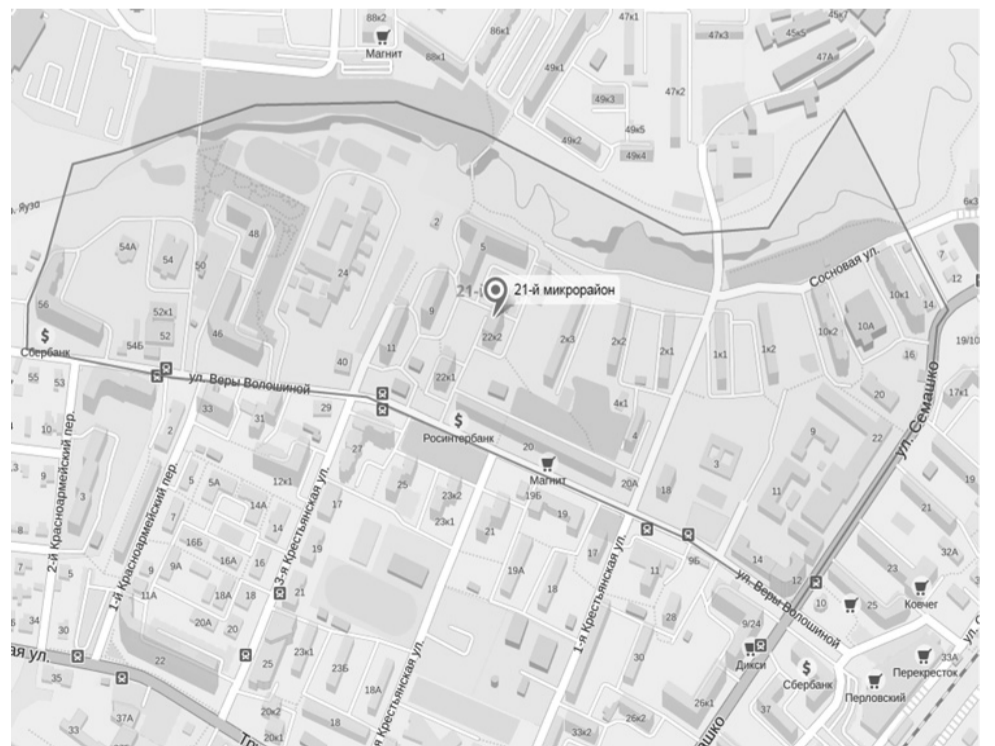 88к2
Магнит
88к1
86к1
47к1
47к3
45к7
45к5
47А
49к1
47к2
49к3
49к2
49к5
49к4
р. Яуза
6к3
2
48
54А
54
50
24
5
Сосновая ул.
7
12
21-й микрорайон
10к1
14
56
Сбербанк
52к1
52
54Б
46
9
11
22к2
2к3
2к2
2к1
1к1
1к2
10к2
10А
16
19/10
40
55
53
ул. Веры Волошиной
22к1
4к1
20
17к1
33
31
29
Росинтербанк
10
2
27
20
4
9
22
ул. Семашко
2-й Красноармейский пер.
3
9
Магнит
3
5
5А
12к1
25
23к2
19Б
20А
18
11
19
1-й Красноармейский пер.
14А
17
23к1
21
19
8
7
14
16Б
19
17
9Б
14
32А
3-я Крестьянская ул.
7
5
9
9А
16А
16
19А
11
ул. Веры Волошиной
12
23
11А
18А
18
21
18
1-я Крестьянская ул.
10
25
Ковчег
34
30
20А
20
28
9/24
22
25
23к1
23Б
30
Дикси
Сбербанк
Перекресток
33А
35
18А
Перловский
37А
33
20к2
20к1
18
33к2
26к2
26к1
37